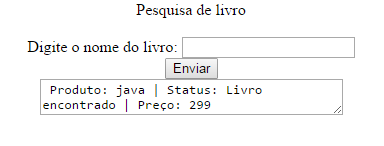 Pesquisa de livro
Digite o nome do livro:
Enviar
Produto: java | Status: Livro
encontrado | Preço: 299